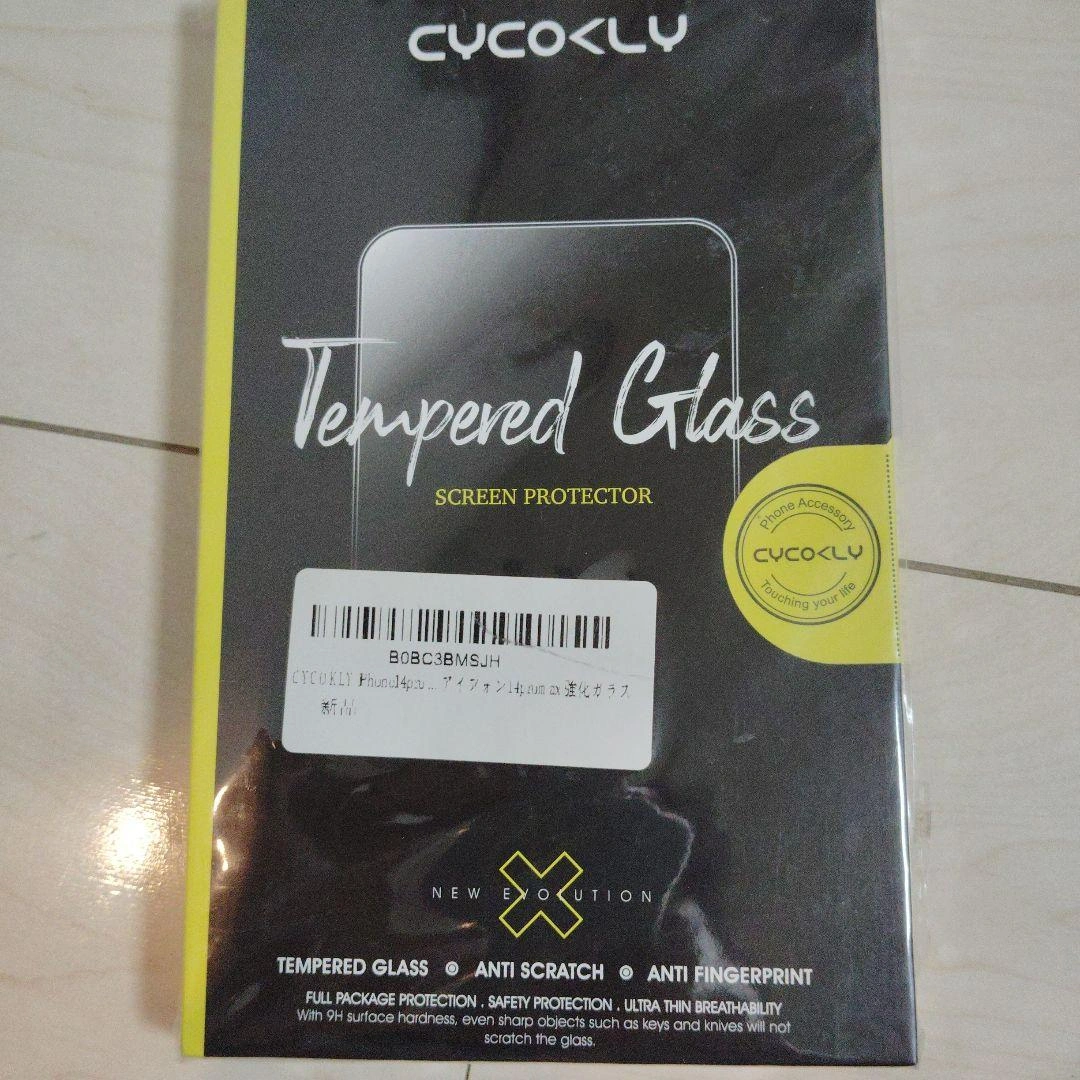 CYCOKLY
Tempered Glass
SCREEN PROTECTOR
Phone Accessory
CYCOKLY
Touching your life
B0BC3BMSJH
CYCOKLY iPhone14pro ... アイフォン14promax 強化ガラス
新品
NEW EVOLUTION
TEMPERED GLASS ANTI SCRATCH ANTI FINGERPRINT
FULL PACKAGE PROTECTION . SAFETY PROTECTION . ULTRA THIN BREATHABILITY
With 9H surface hardness, even sharp objects such as keys and knives will not
scratch the glass.